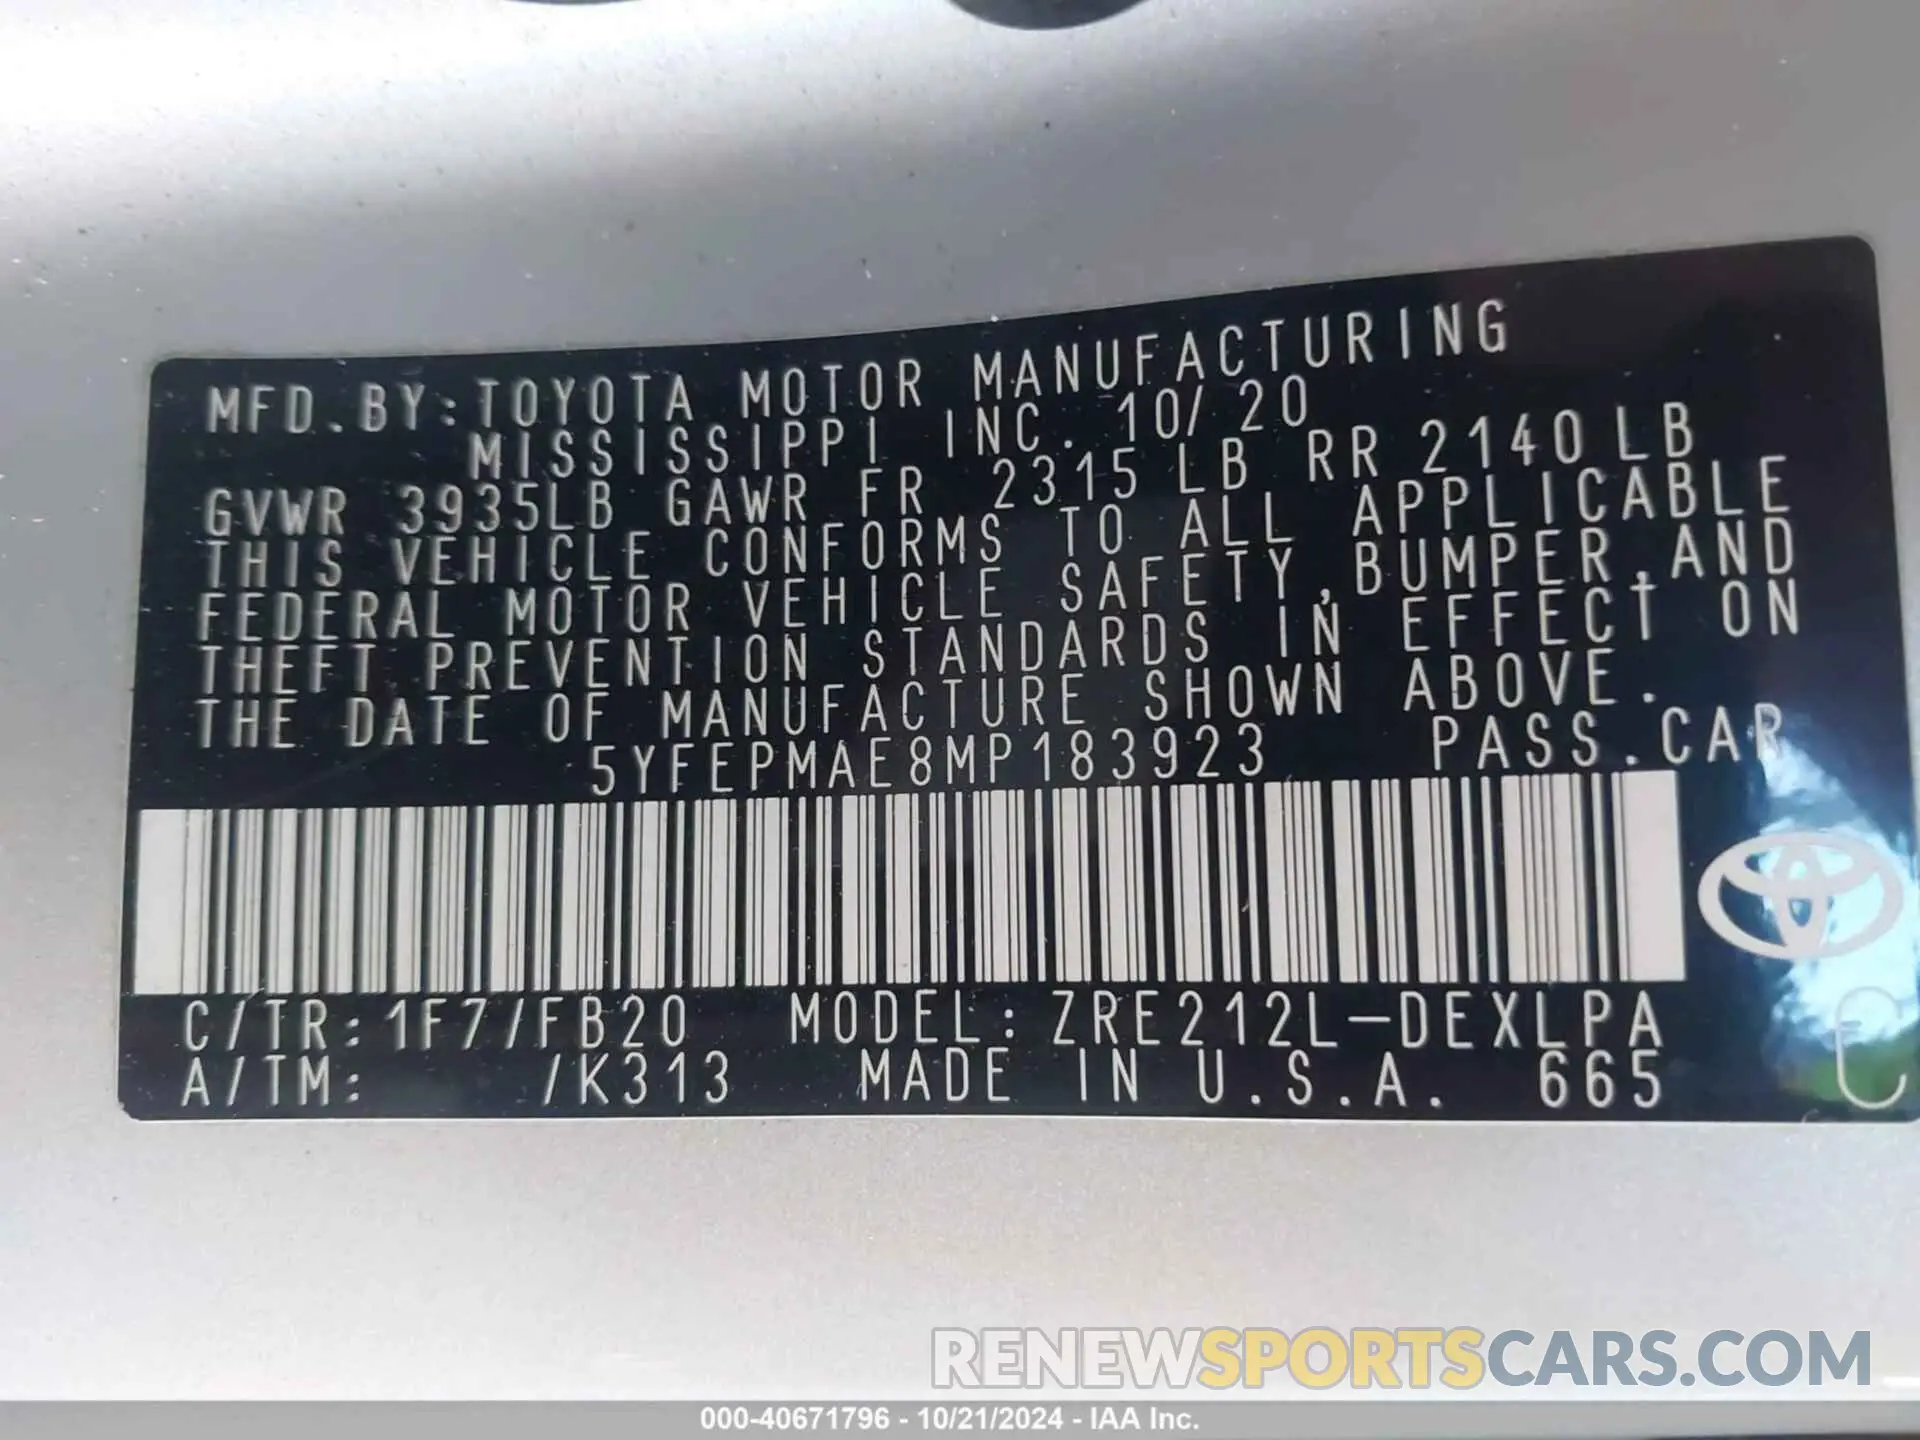 MFD.BY:TOYOTA MOTOR MANUFACTURING
MISSISSIPPI INC. 10/20
GVWR 3935LB GAWR FR 2315LB RR 2140LB
THIS VEHICLE CONFORMS TO ALL APPLICABLE
FEDERAL MOTOR VEHICLE SAFETY,BUMPER,AND
THEFT PREVENTION STANDARDS IN EFFECT ON
THE DATE OF MANUFACTURE SHOWN ABOVE.
5YFEPMAE8MP183923 PASS.CAR
C/TR:1F7/FB20 MODEL:ZRE212L-DEXLPA
A/TM: /K313 MADE IN U.S.A. 665
C
RENEWSPORTSCARS.COM
000-40671796 - 10/21/2024 - IAA Inc.